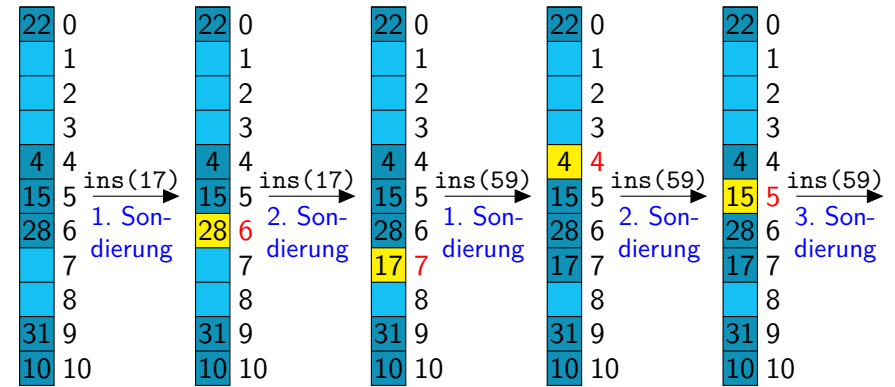 22 0 22 0 22 0 22 0 22 0
1 1 1 1 1
2 2 2 2 2
3 3 3 3 3
4 4 4 4 4 4 4 4 4 4
ins(17) ins(17) ins(59) ins(59) ins(59)
15 5 15 5 15 5 15 5 15 5
1. Son- 2. Son- 1. Son- 2. Son- 3. Son-
28 6 28 6 28 6 28 6 28 6
dierung dierung dierung dierung dierung
7 7 17 7 17 7 17 7
8 8 8 8 8
31 9 31 9 31 9 31 9 31 9
10 10 10 10 10 10 10 10 10 10